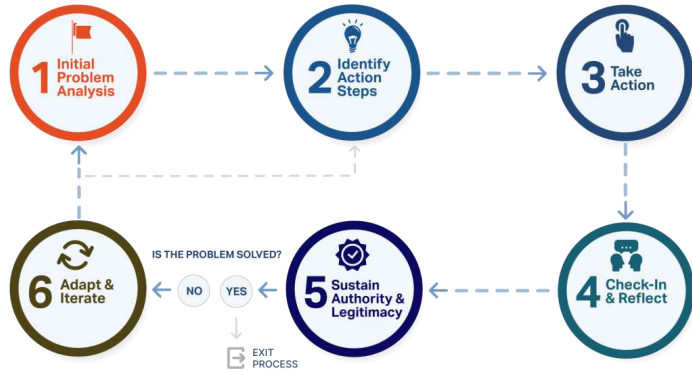 1 Initial
Problem
Analysis
2 Identify
Action
Steps
3 Take
Action
4 Check-In
& Reflect
5 Sustain
Authority &
Legitimacy
IS THE PROBLEM SOLVED?
NO
YES
EXIT
PROCESS
6 Adapt &
Iterate